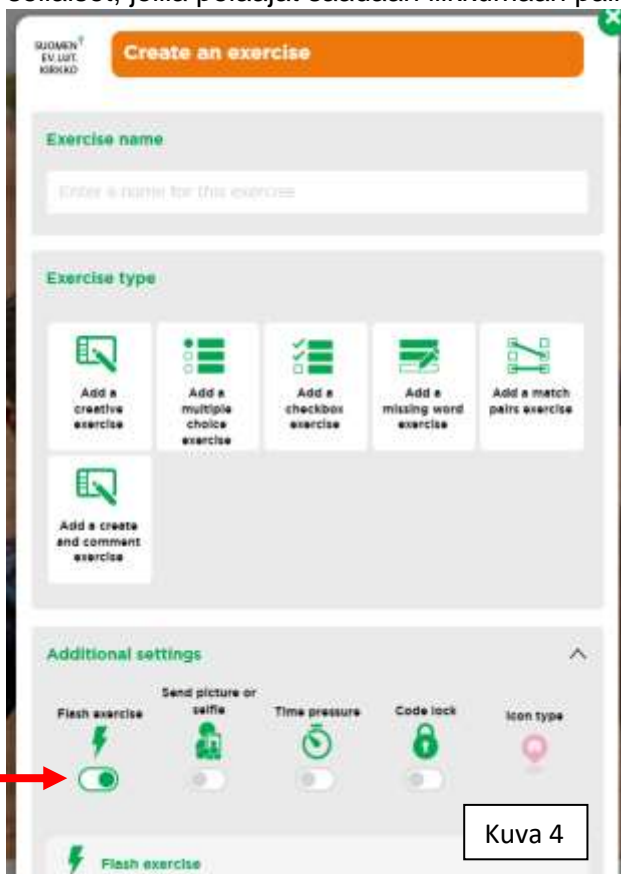 SUOMEN
EV.LUT.
KIRKKO
Create an exercise
Exercise name
Enter a name for this exercise
Exercise type
Add a
creative
exercise
Add a
multiple
choice
exercise
Add a
checkbox
exercise
Add a
missing word
exercise
Add a match
pairs exercise
Add a create
and comment
exercise
Additional settings
Flash exercise
Send picture or
selfie
Time pressure
Code lock
Icon type
Kuva 4
Flash exercise